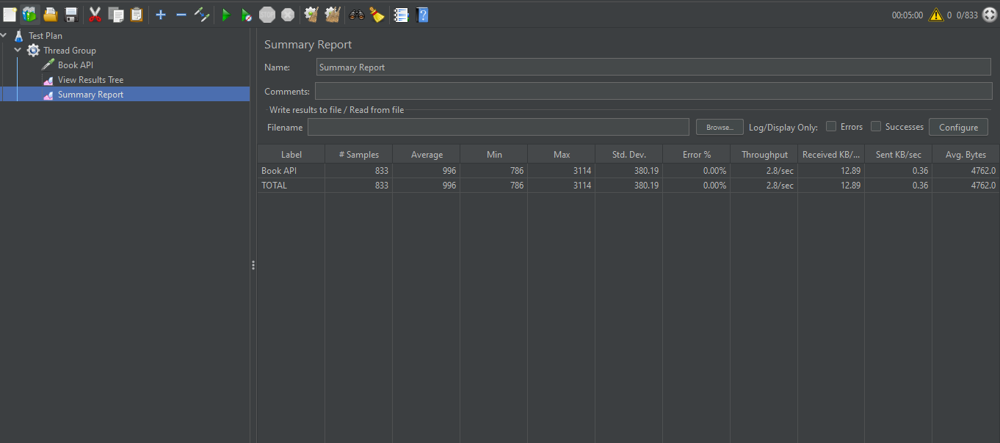 00:05:00 0 0/833
Test Plan
Thread Group
Book API
View Results Tree
Summary Report
Summary Report
Name: Summary Report
Comments:
Write results to file / Read from file
Filename Browse... Log/Display Only: Errors Successes Configure
Label # Samples Average Min Max Std. Dev. Error % Throughput Received KB/... Sent KB/sec Avg. Bytes
Book API 833 996 786 3114 380.19 0.00% 2.8/sec 12.89 0.36 4762.0
TOTAL 833 996 786 3114 380.19 0.00% 2.8/sec 12.89 0.36 4762.0